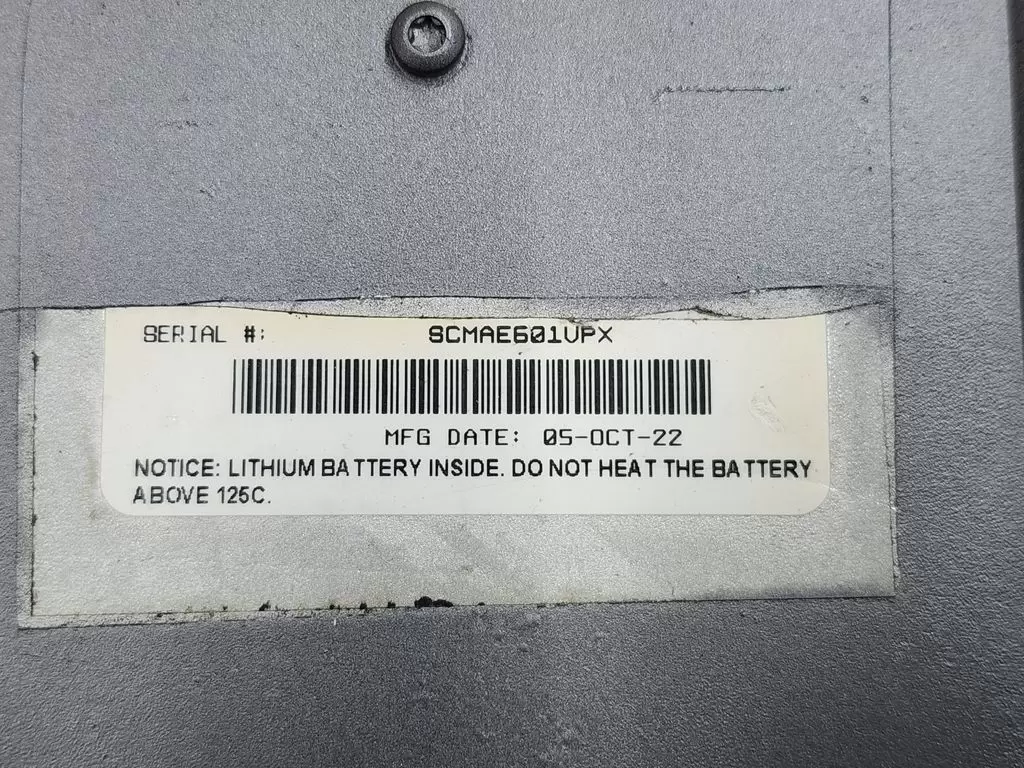 SERIAL #: SCMAE601VPX
MFG DATE: 05-OCT-22
NOTICE: LITHIUM BATTERY INSIDE. DO NOT HEAT THE BATTERY
ABOVE 125C.